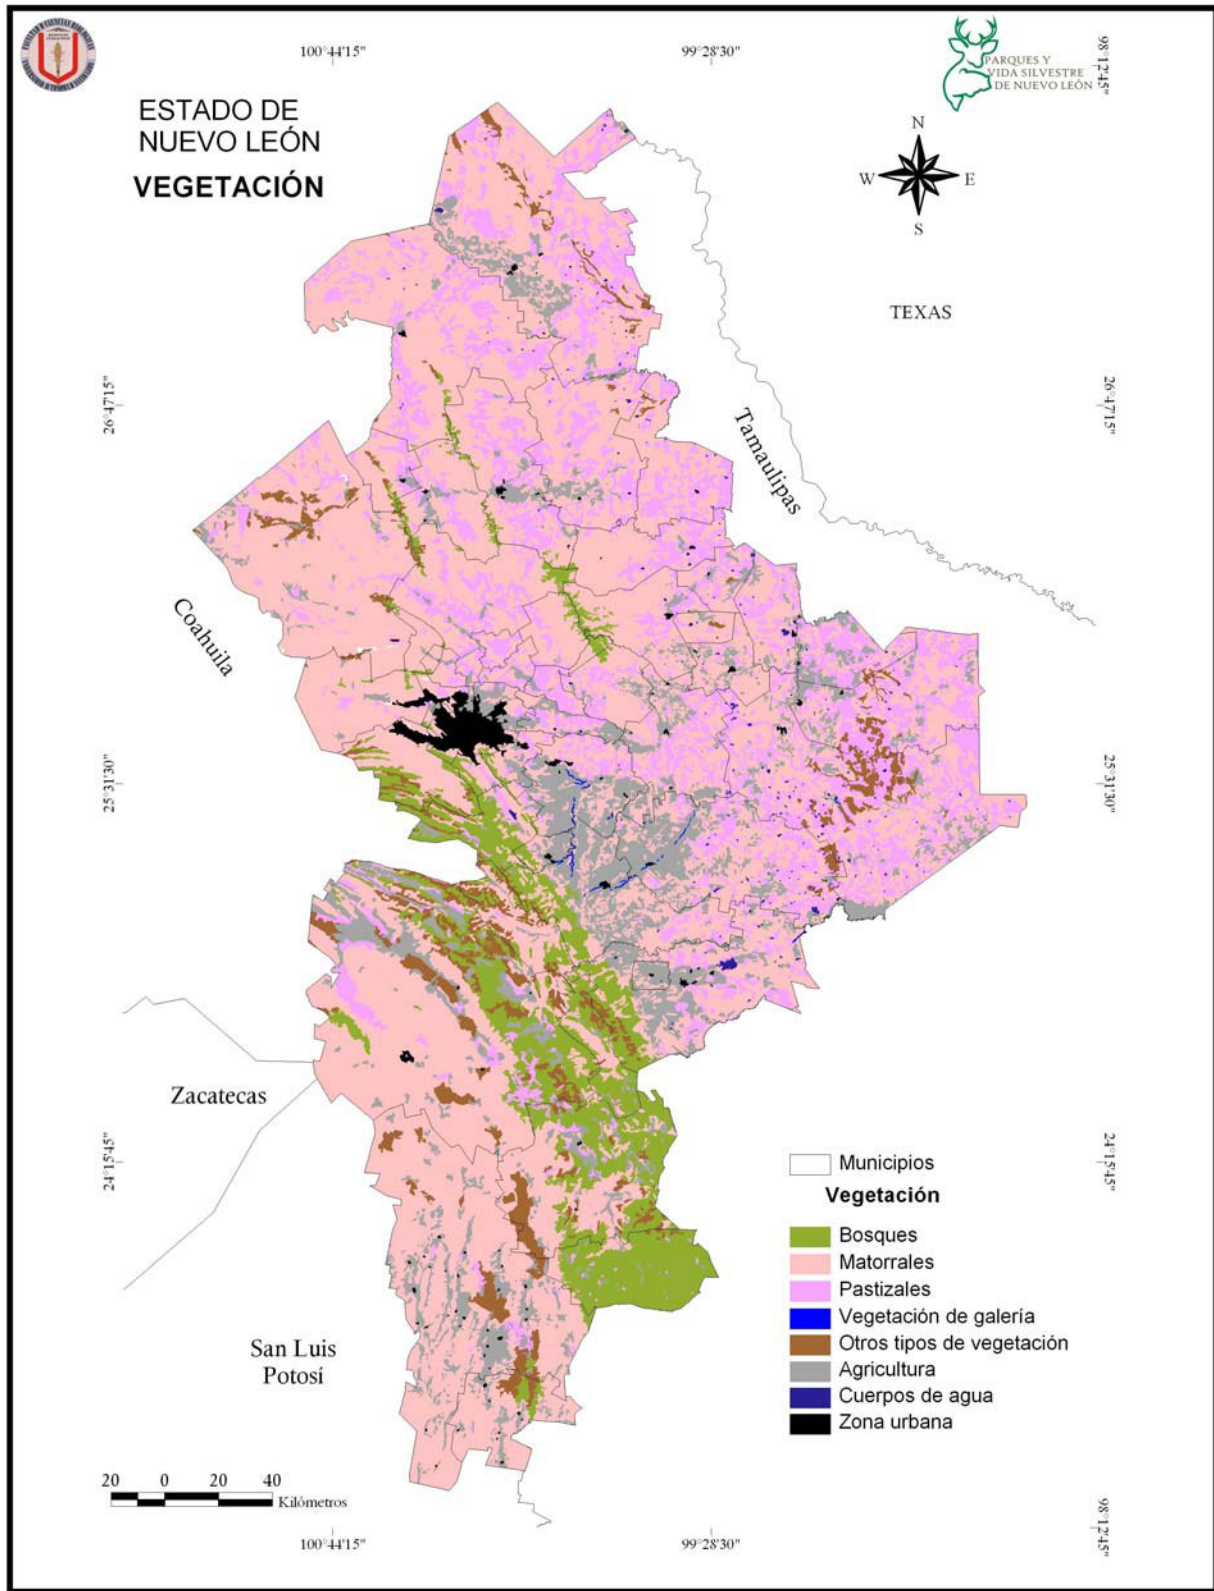 100°44'15"
99°28'30"
98°12'45"
PARQUES Y
VIDA SILVESTRE
DE NUEVO LEÓN
ESTADO DE
NUEVO LEÓN
VEGETACIÓN
N
W
E
S
TEXAS
26°47'15"
26°47'15"
Tamaulipas
Coahuila
25°31'30"
25°31'30"
Zacatecas
24°15'45"
24°15'45"
Municipios
Vegetación
Bosques
Matorrales
Pastizales
Vegetación de galería
Otros tipos de vegetación
Agricultura
Cuerpos de agua
Zona urbana
San Luis
Potosí
20 0 20 40
Kilómetros
100°44'15"
99°28'30"
98°12'45"